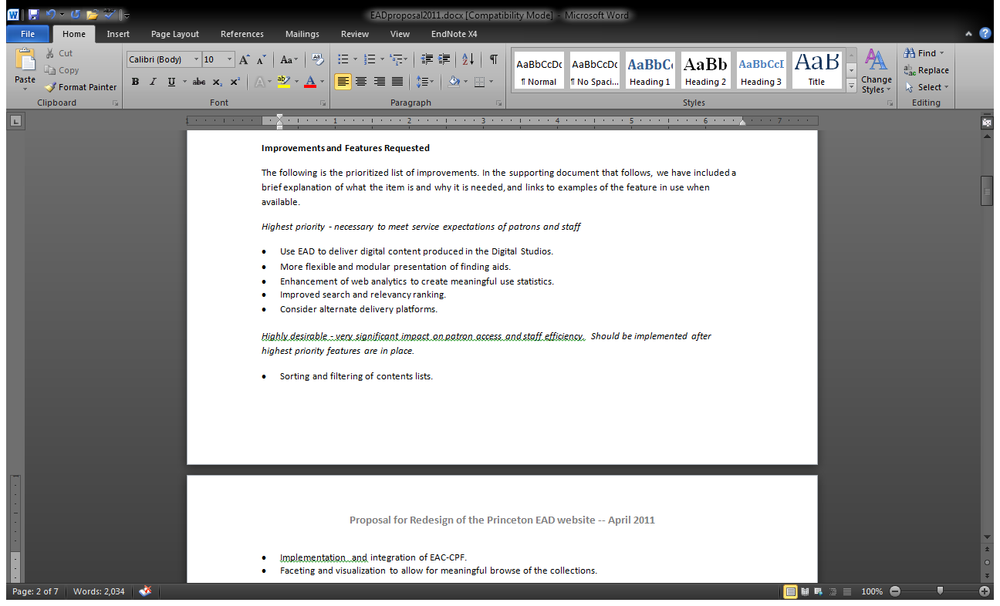 EADproposal2011.docx [Compatibility Mode] - Microsoft Word
File Home Insert Page Layout References Mailings Review View EndNote X4
Paste
Cut
Copy
Format Painter
Clipboard
Calibri (Body) 10
Font
Paragraph
AaBbCcDc AaBbCcDc AaBbC AaBb AaBbCcI AaB
¶ Normal ¶ No Spaci... Heading 1 Heading 2 Heading 3 Title
Change
Styles
Styles
Find
Replace
Select
Editing
1 1 2 3 4 5 6 7
Improvements and Features Requested
The following is the prioritized list of improvements. In the supporting document that follows, we have included a
brief explanation of what the item is and why it is needed, and links to examples of the feature in use when
available.
Highest priority - necessary to meet service expectations of patrons and staff
• Use EAD to deliver digital content produced in the Digital Studios.
• More flexible and modular presentation of finding aids.
• Enhancement of web analytics to create meaningful use statistics.
• Improved search and relevancy ranking.
• Consider alternate delivery platforms.
Highly desirable - very significant impact on patron access and staff efficiency. Should be implemented after
highest priority features are in place.
• Sorting and filtering of contents lists.
Proposal for Redesign of the Princeton EAD website -- April 2011
• Implementation and integration of EAC-CPF.
• Faceting and visualization to allow for meaningful browse of the collections.
Page: 2 of 7 Words: 2,034 100%